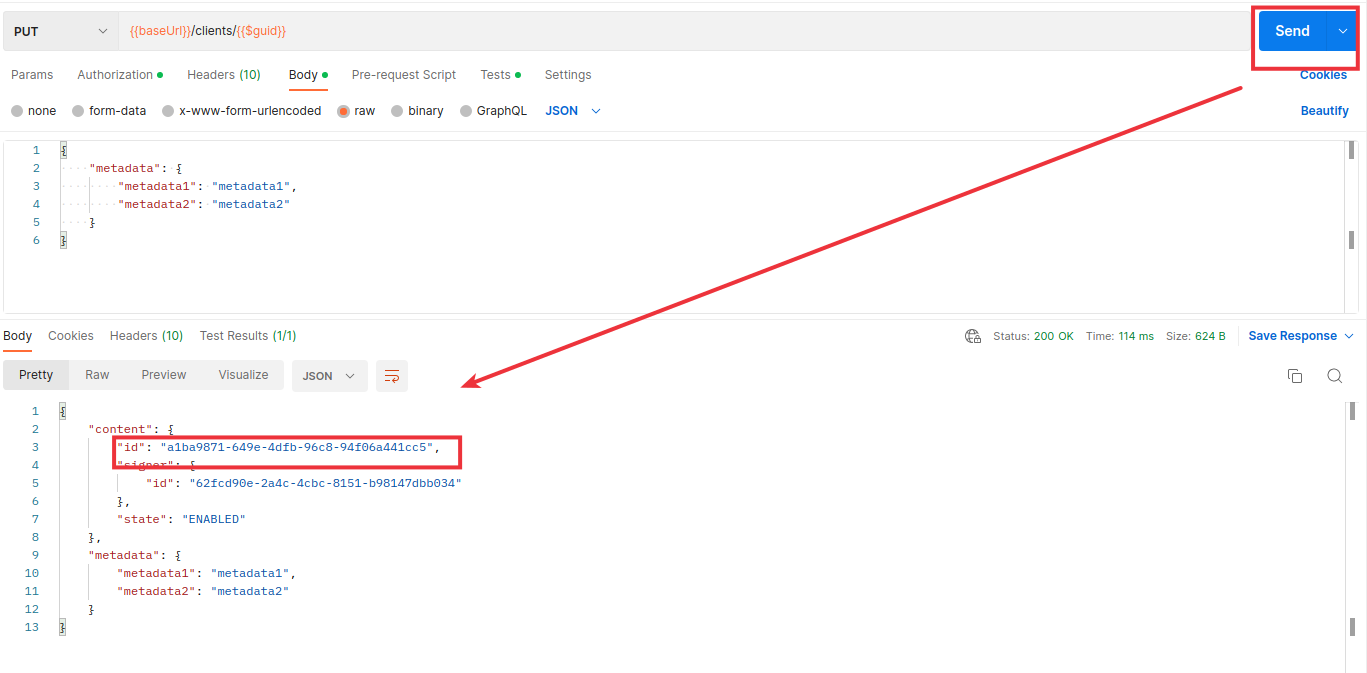 PUT {{baseUrl}}/clients/{{$guid}} Send
Params Authorization Headers (10) Body Pre-request Script Tests Settings Cookies
none form-data x-www-form-urlencoded raw binary GraphQL JSON Beautify
1 {
2 "metadata": {
3 "metadata1": "metadata1",
4 "metadata2": "metadata2"
5 }
6 }
Body Cookies Headers (10) Test Results (1/1) Status: 200 OK Time: 114 ms Size: 624 B Save Response
Pretty Raw Preview Visualize JSON
1 {
2 "content": {
3 "id": "a1ba9871-649e-4dfb-96c8-94f06a441cc5",
4 "signer": {
5 "id": "62fcd90e-2a4c-4cbc-8151-b98147dbb034"
6 },
7 "state": "ENABLED"
8 },
9 "metadata": {
10 "metadata1": "metadata1",
11 "metadata2": "metadata2"
12 }
13 }